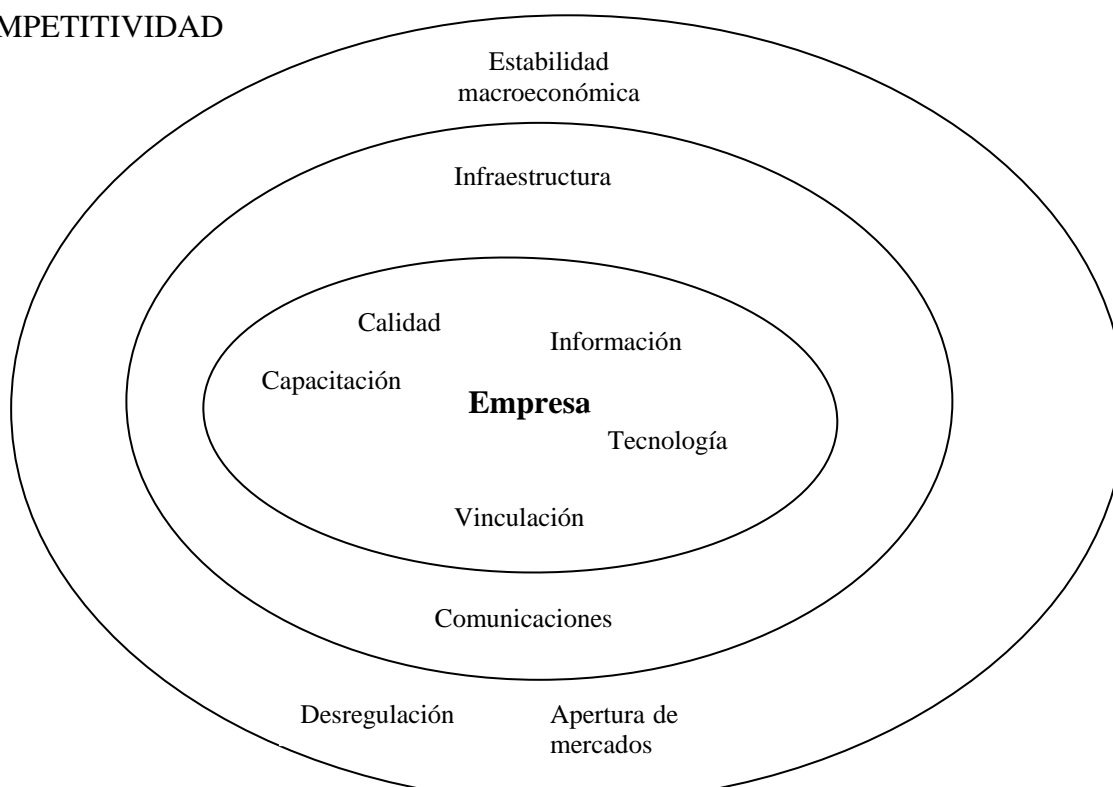 MPETITIVIDAD
Estabilidad
macroeconómica
Infraestructura
Calidad
Información
Capacitación
Empresa
Tecnología
Vinculación
Comunicaciones
Desregulación
Apertura de
mercados